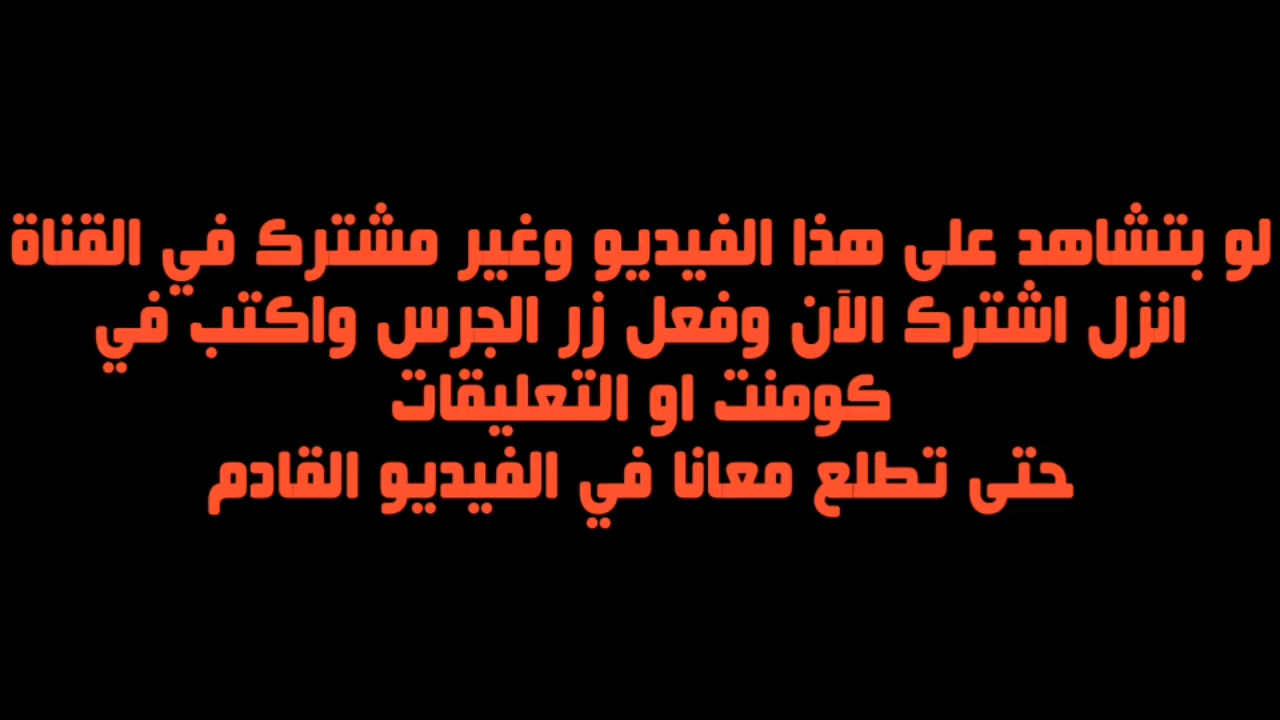 لو بتشاهد على هذا الفيديو وغير مشترك في القناة
انزل اشترك الآن وفعل زر الجرس واكتب في
كومنت او التعليقات
حتى تطلع معانا في الفيديو القادم